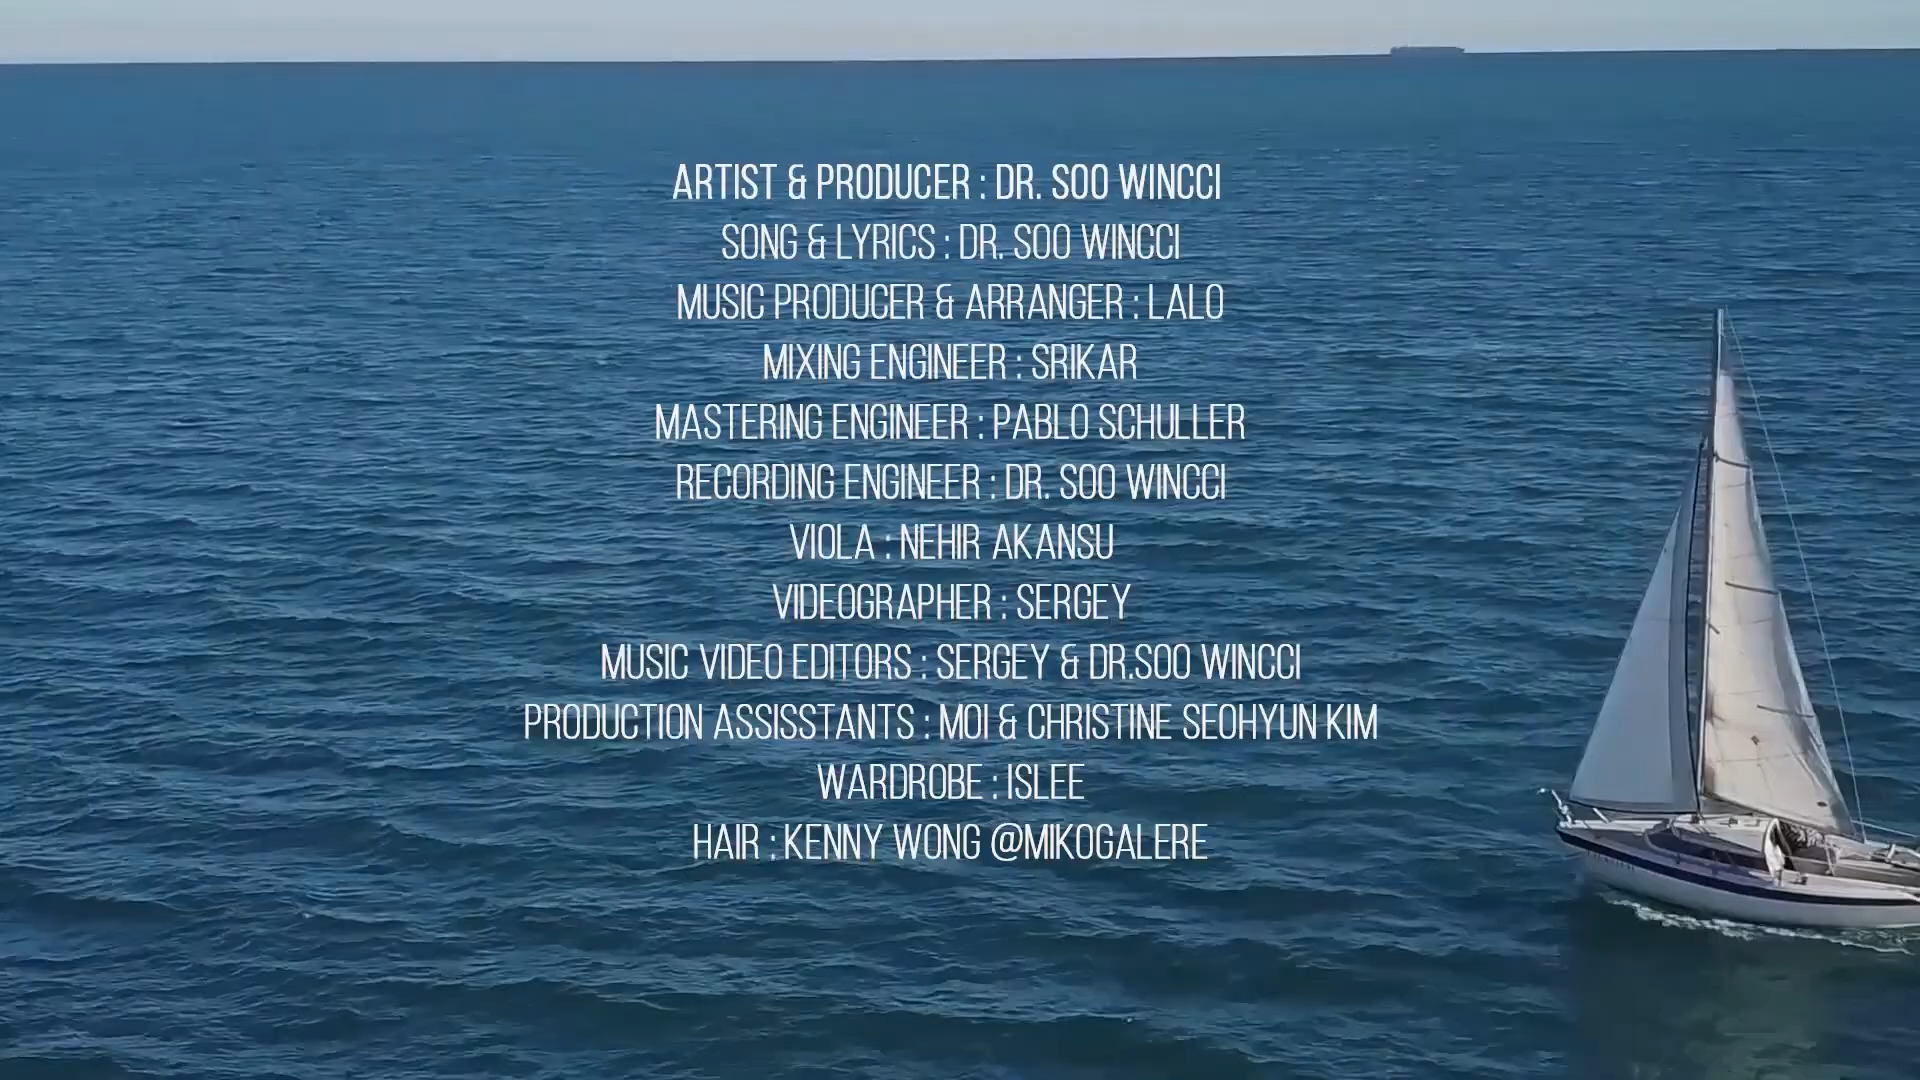 ARTIST & PRODUCER : DR. SOO WINCCI
SONG & LYRICS : DR. SOO WINCCI
MUSIC PRODUCER & ARRANGER : LALO
MIXING ENGINEER : SRIKAR
MASTERING ENGINEER : PABLO SCHULLER
RECORDING ENGINEER : DR. SOO WINCCI
VIOLA : NEHIR AKANSU
VIDEOGRAPHER : SERGEY
MUSIC VIDEO EDITORS : SERGEY & DR.SOO WINCCI
PRODUCTION ASSISSTANTS : MOI & CHRISTINE SEOHYUN KIM
WARDROBE : ISLEE
HAIR : KENNY WONG @MIKOGALERE